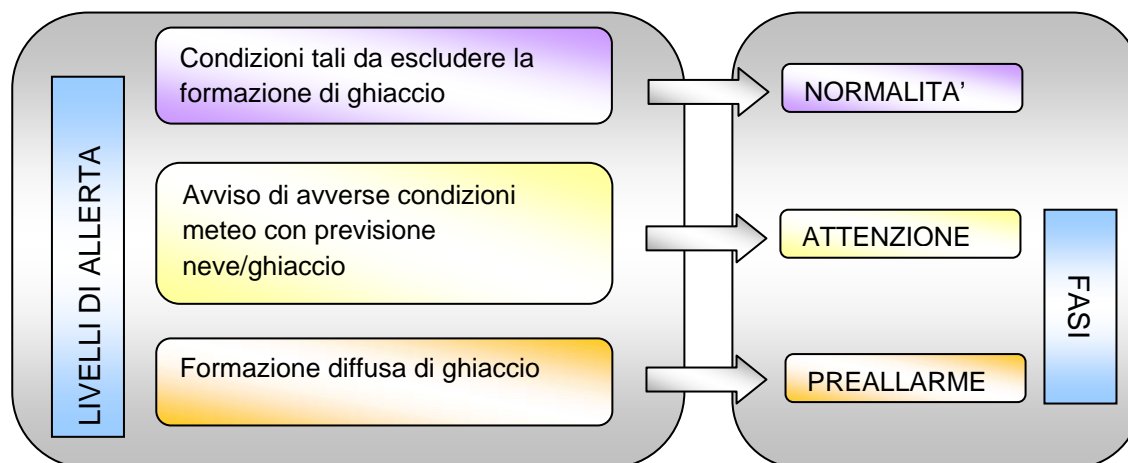 LIVELLI DI ALLERTA
Condizioni tali da escludere la
formazione di ghiaccio
NORMALITA’
Avviso di avverse condizioni
meteo con previsione
neve/ghiaccio
ATTENZIONE
Formazione diffusa di ghiaccio
PREALLARME
FASI